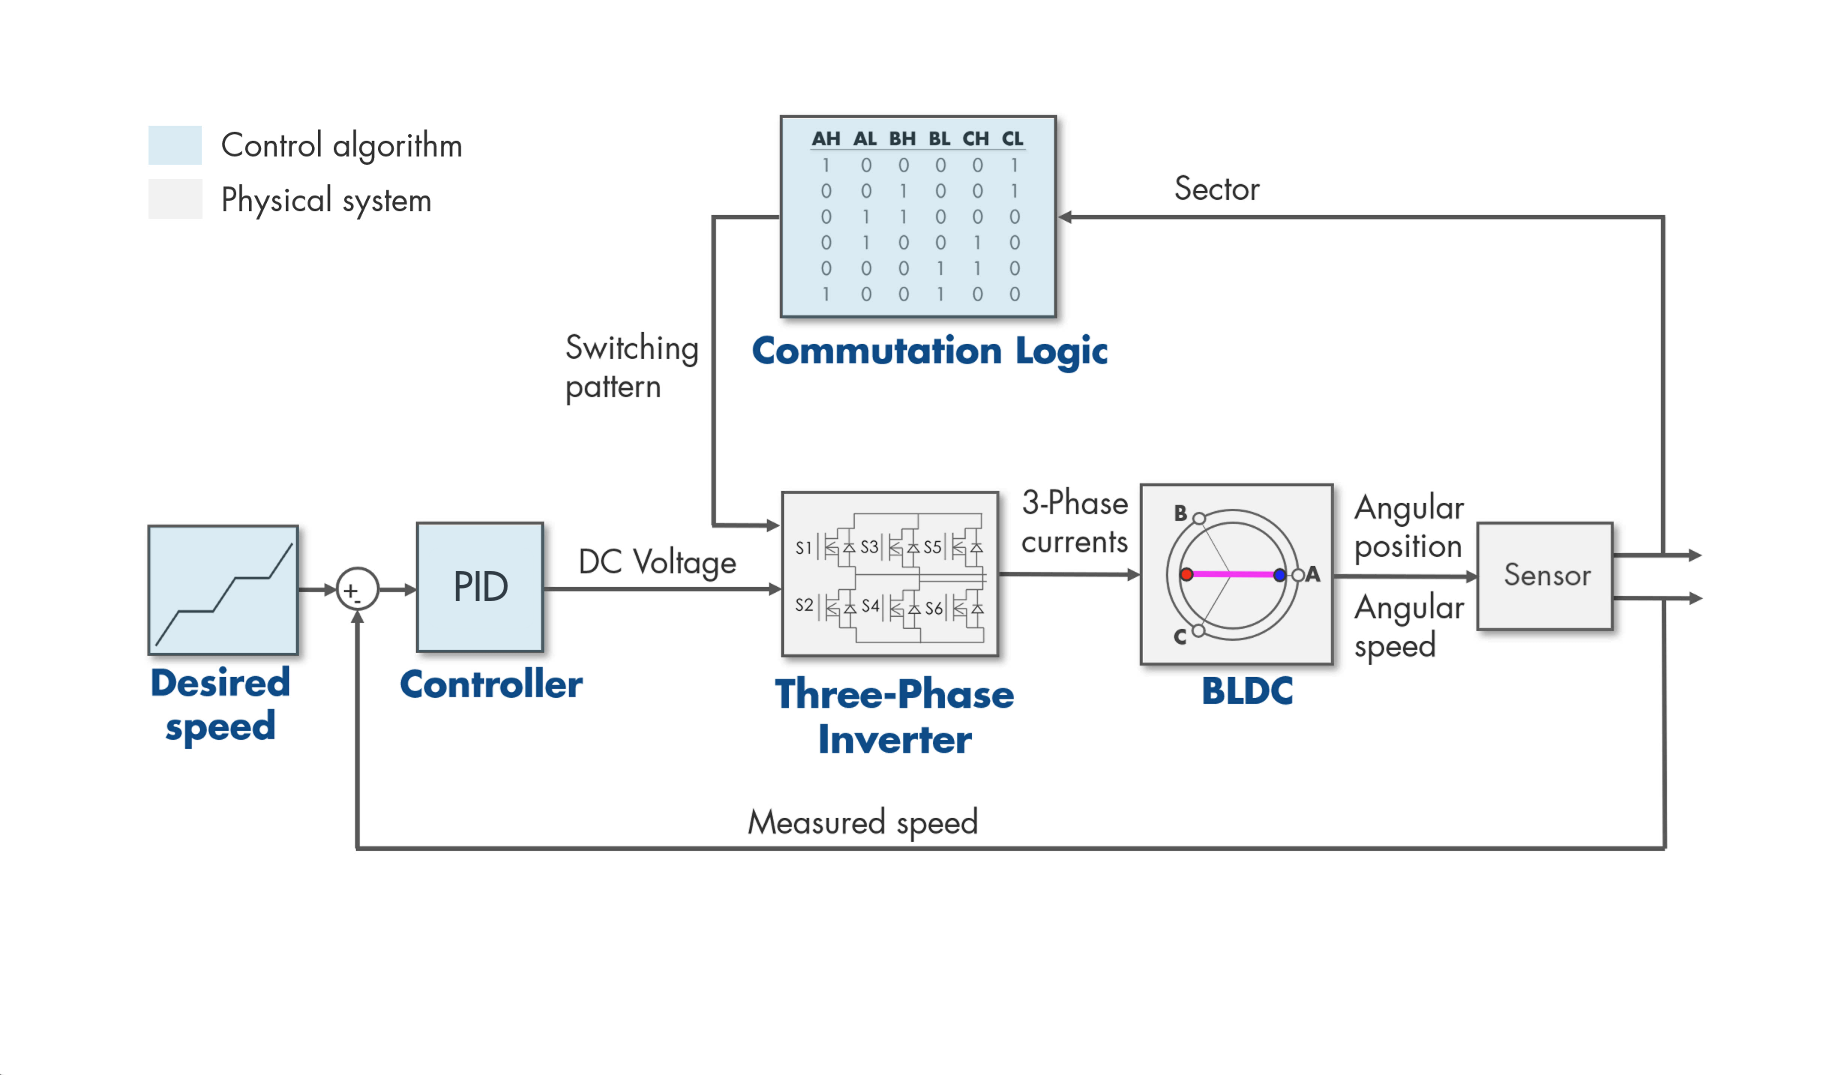 Control algorithm
Physical system
AH AL BH BL CH CL
1 0 0 0 0 1
0 0 1 0 0 1
0 1 1 0 0 0
0 1 0 0 1 0
0 0 0 1 1 0
1 0 0 1 0 0
Commutation Logic
Sector
Switching
pattern
Desired
speed
+
-
PID
Controller
DC Voltage
S1 S3 S5
S2 S4 S6
Three-Phase
Inverter
3-Phase
currents
B
A
C
BLDC
Angular
position
Angular
speed
Sensor
Measured speed